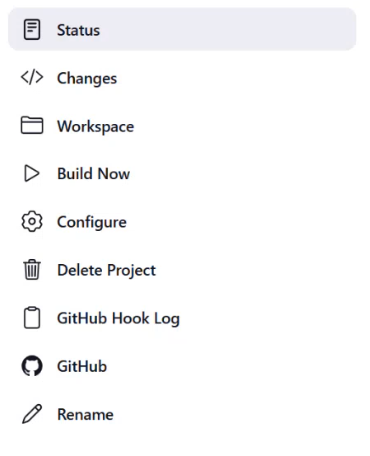 Status
Changes
Workspace
Build Now
Configure
Delete Project
GitHub Hook Log
GitHub
Rename